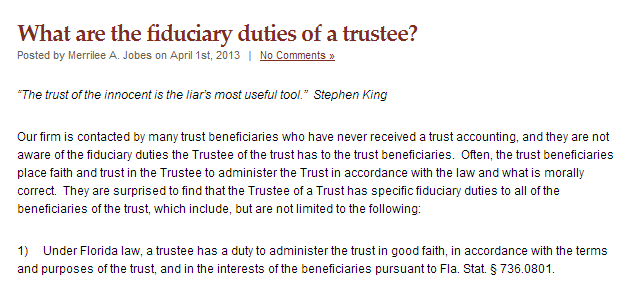 What are the fiduciary duties of a trustee?
Posted by Merrilee A. Jobes on April 1st, 2013 | No Comments »
“The trust of the innocent is the liar's most useful tool.” Stephen King
Our firm is contacted by many trust beneficiaries who have never received a trust accounting, and they are not
aware of the fiduciary duties the Trustee of the trust has to the trust beneficiaries. Often, the trust beneficiaries
place faith and trust in the Trustee to administer the Trust in accordance with the law and what is morally
correct. They are surprised to find that the Trustee of a Trust has specific fiduciary duties to all of the
beneficiaries of the trust, which include, but are not limited to the following:
1) Under Florida law, a trustee has a duty to administer the trust in good faith, in accordance with the terms
and purposes of the trust, and in the interests of the beneficiaries pursuant to Fla. Stat. § 736.0801.